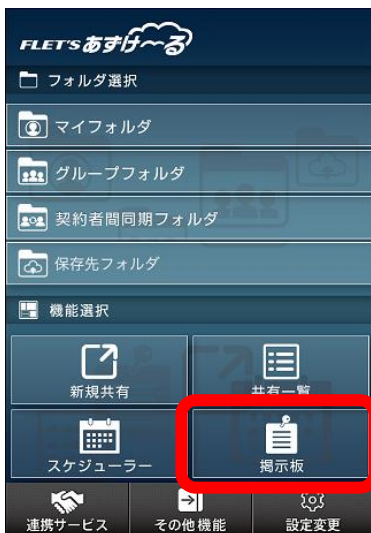 FLET'S あずけ〜る
フォルダ選択
マイフォルダ
グループフォルダ
契約者間同期フォルダ
保存先フォルダ
機能選択
新規共有
共有一覧
スケジューラー
掲示板
連携サービス
その他機能
設定変更